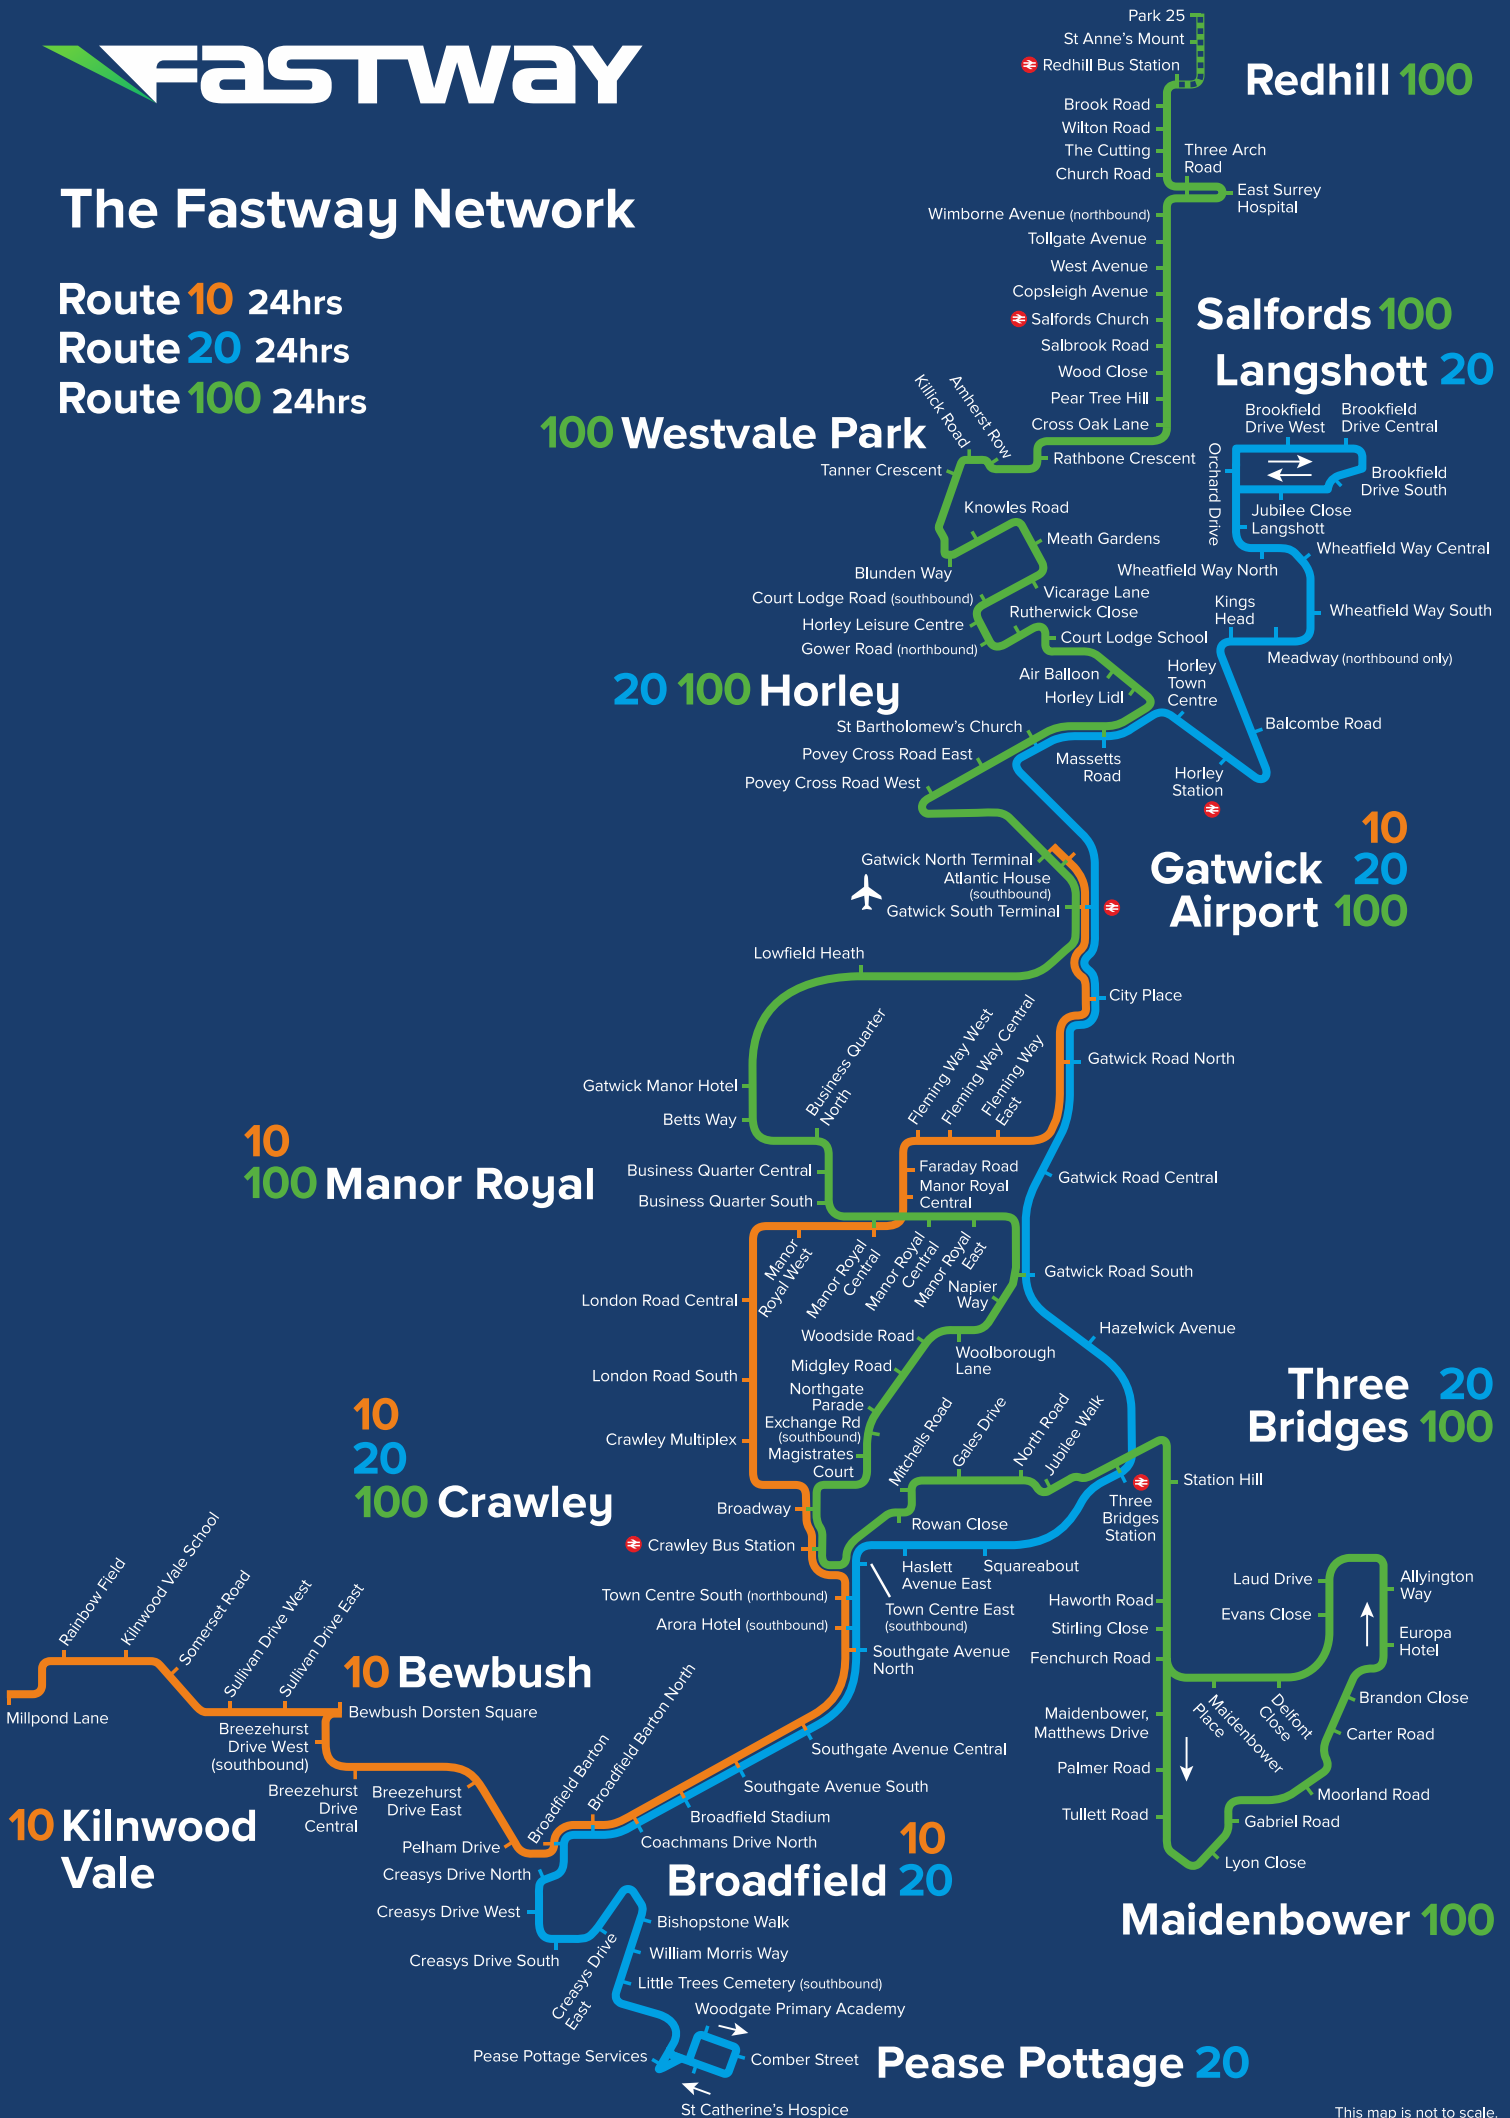 FASTWAY
The Fastway Network
Route 10 24hrs
Route 20 24hrs
Route 100 24hrs
Park 25
St Anne's Mount
Redhill Bus Station
Redhill 100
Brook Road
Wilton Road
The Cutting
Church Road
Three Arch
Road
East Surrey
Hospital
Wimborne Avenue (northbound)
Tollgate Avenue
West Avenue
Copsleigh Avenue
Salfords Church
Salfords 100
Salbrook Road
Wood Close
Pear Tree Hill
Cross Oak Lane
Langshott 20
Brookfield
Drive West
Brookfield
Drive Central
Orchard Drive
Brookfield
Drive South
Jubilee Close
Langshott
Wheatfield Way Central
Wheatfield Way North
Wheatfield Way South
Kings
Head
Meadway (northbound only)
100 Westvale Park
Killick Road
Amhurst Row
Rathbone Crescent
Tanner Crescent
Knowles Road
Meath Gardens
Blunden Way
Vicarage Lane
Court Lodge Road (southbound)
Rutherwick Close
Horley Leisure Centre
Court Lodge School
Gower Road (northbound)
Air Balloon
Horley Lidl
Horley
Town
Centre
20 100 Horley
Balcombe Road
St Bartholomew's Church
Povey Cross Road East
Povey Cross Road West
Massetts
Road
Horley
Station
10
Gatwick 20
Airport 100
Gatwick North Terminal
Atlantic House
(southbound)
Gatwick South Terminal
Lowfield Heath
City Place
Gatwick Road North
Gatwick Manor Hotel
Betts Way
Business Quarter
North
Fleming Way West
Fleming Way Central
Fleming Way
East
10
100 Manor Royal
Business Quarter Central
Business Quarter South
Faraday Road
Manor Royal
Central
Gatwick Road Central
Manor
Royal West
Manor Royal
Central
Manor Royal
Central
Manor Royal
East
Napier
Way
Gatwick Road South
London Road Central
Woodside Road
Woolborough
Lane
Hazelwick Avenue
London Road South
Midgley Road
Northgate
Parade
Exchange Rd
(southbound)
Magistrates
Court
Crawley Multiplex
Mitchells Road
Gales Drive
North Road
Jubilee Walk
Three 20
Bridges 100
10
20
100 Crawley
Broadway
Crawley Bus Station
Rowan Close
Three
Bridges
Station
Station Hill
Haslett
Avenue East
Squareabout
Town Centre South (northbound)
Arora Hotel (southbound)
Town Centre East
(southbound)
Southgate Avenue
North
Haworth Road
Stirling Close
Fenchurch Road
Laud Drive
Evans Close
Allyington
Way
Europa
Hotel
Rainbow Field
Kilnwood Vale School
Somerset Road
Sullivan Drive West
Sullivan Drive East
10 Bewbush
Millpond Lane
Bewbush Dorsten Square
Breezehurst
Drive West
(southbound)
Breezehurst
Drive
Central
Breezehurst
Drive East
10 Kilnwood
Vale
Pelham Drive
Broadfield Barton
Broadfield Barton North
Southgate Avenue Central
Southgate Avenue South
Broadfield Stadium
Coachmans Drive North
Maidenbower,
Matthews Drive
Maidenbower
Place
Delfont
Close
Brandon Close
Carter Road
Palmer Road
Moorland Road
Tullett Road
Gabriel Road
Lyon Close
Maidenbower 100
10
Broadfield 20
Creasys Drive North
Creasys Drive West
Creasys Drive South
Creasys Drive
East
Bishopstone Walk
William Morris Way
Little Trees Cemetery (southbound)
Woodgate Primary Academy
Pease Pottage Services
Comber Street
Pease Pottage 20
St Catherine's Hospice
This map is not to scale.